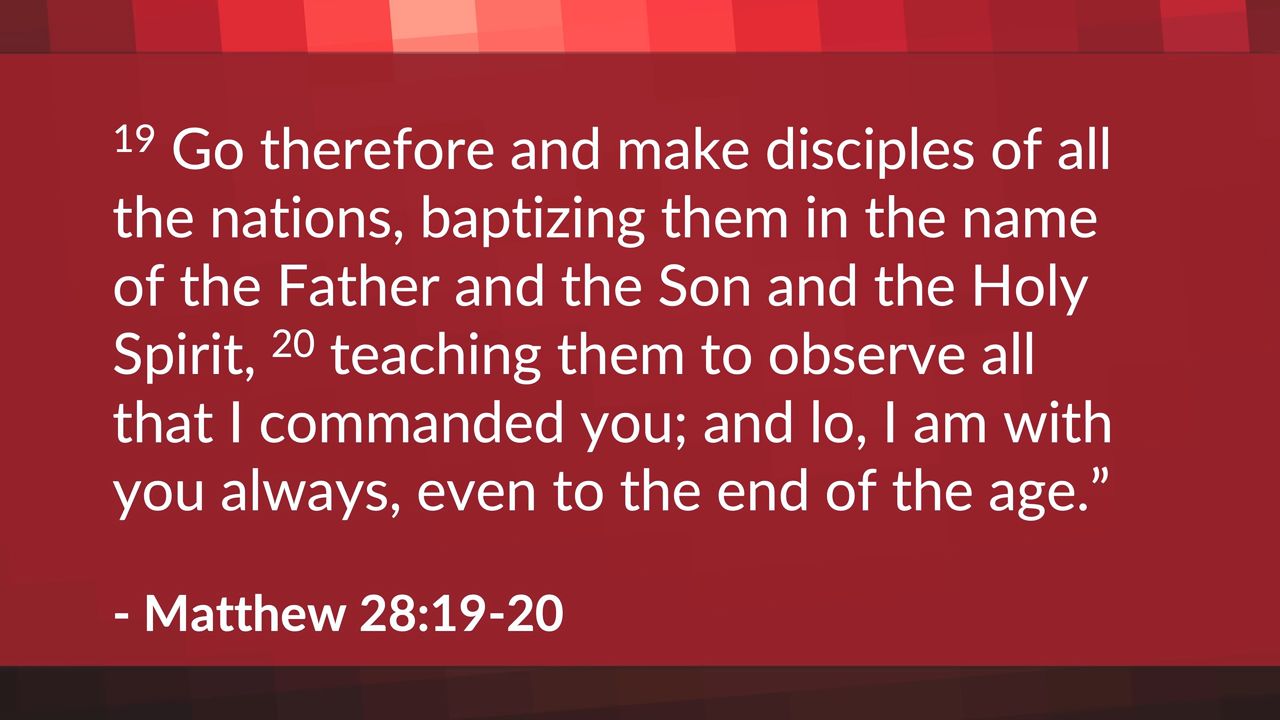 19 Go therefore and make disciples of all
the nations, baptizing them in the name
of the Father and the Son and the Holy
Spirit, 20 teaching them to observe all
that I commanded you; and lo, I am with
you always, even to the end of the age.”
- Matthew 28:19-20